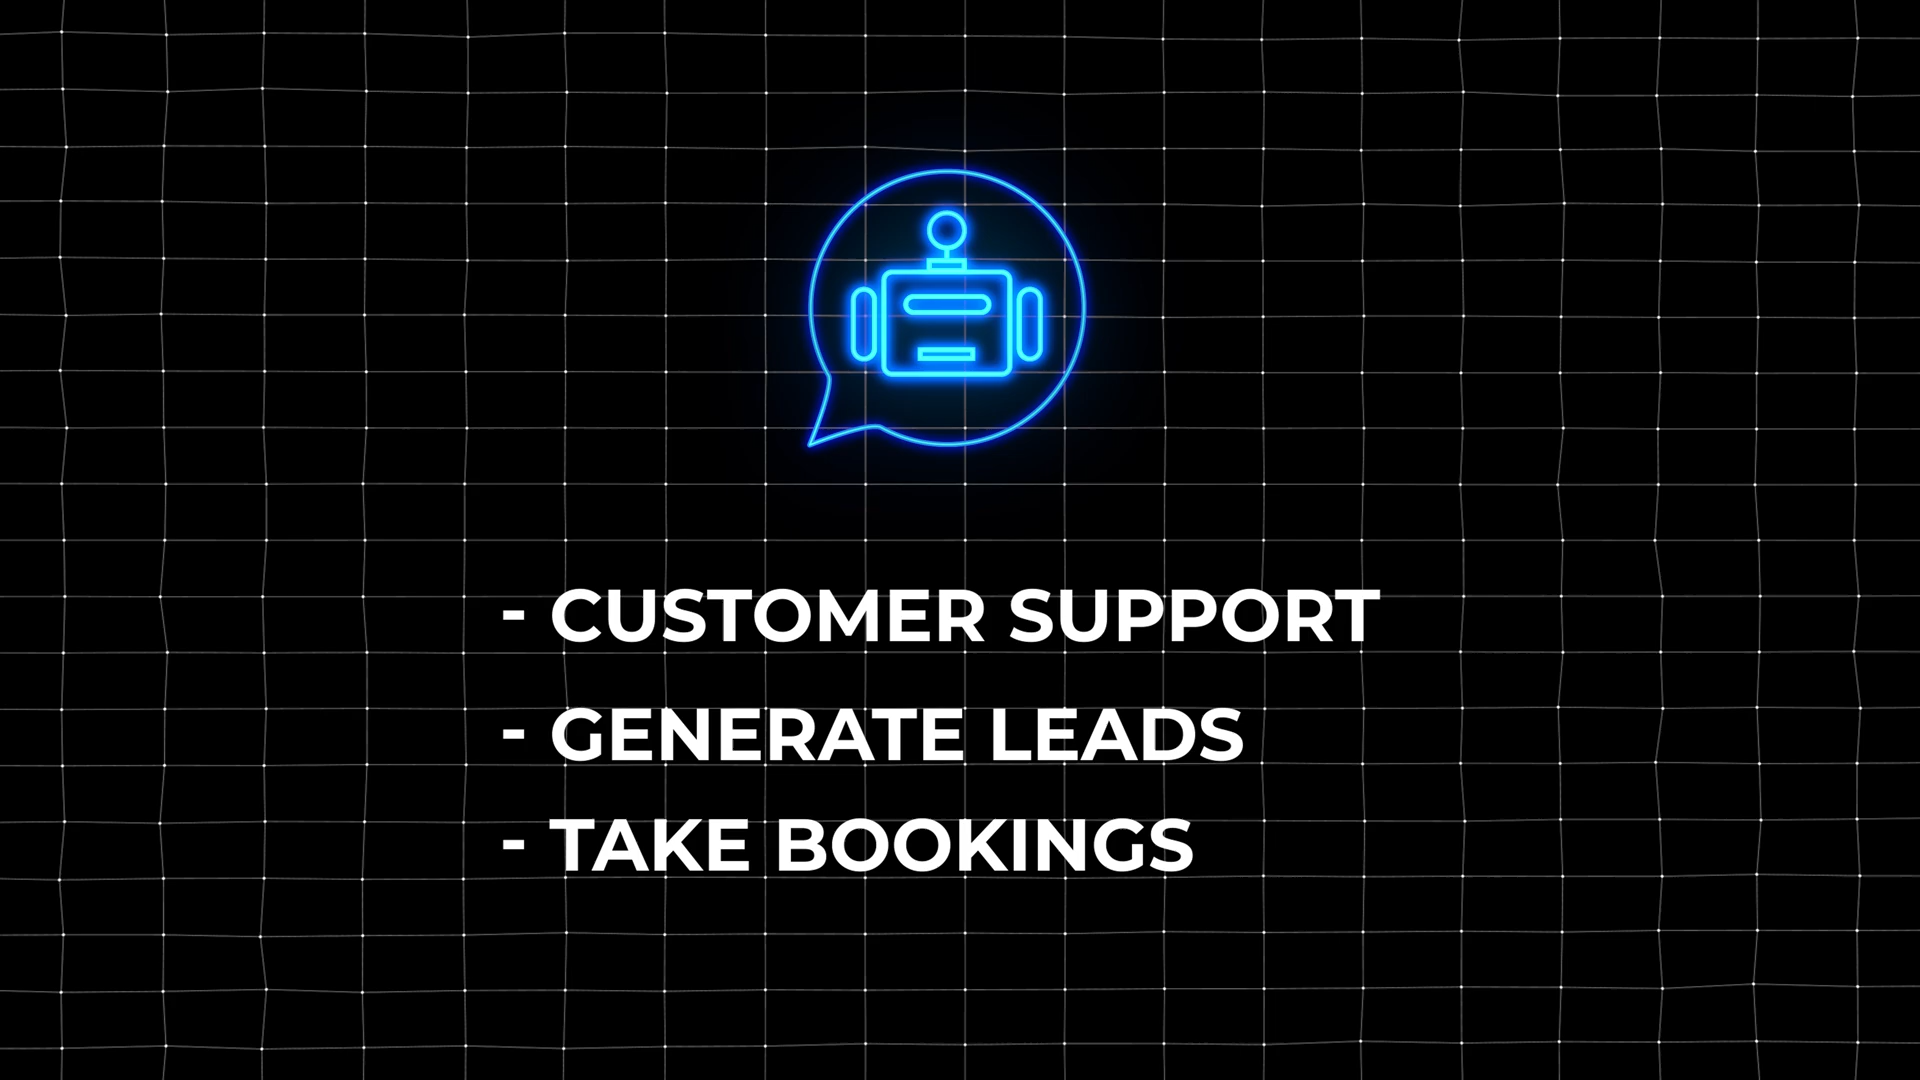 - CUSTOMER SUPPORT
- GENERATE LEADS
- TAKE BOOKINGS